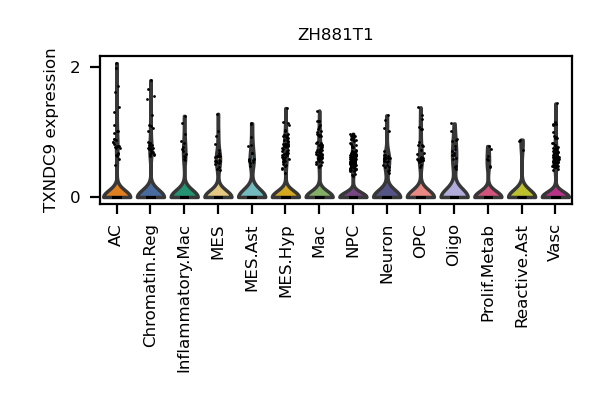 ZH881T1
TXNDC9 expression
2
0
AC
Chromatin.Reg
Inflammatory.Mac
MES
MES.Ast
MES.Hyp
Mac
NPC
Neuron
OPC
Oligo
Prolif.Metab
Reactive.Ast
Vasc